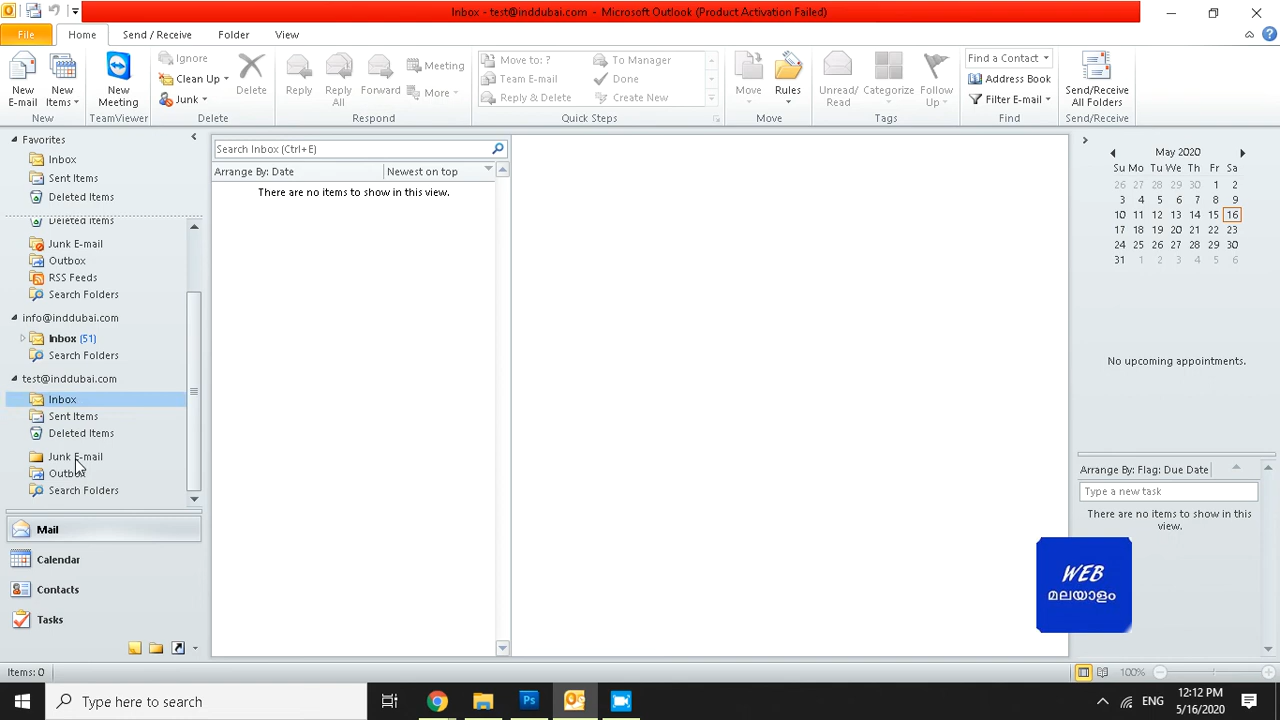 Inbox - test@inddubai.com - Microsoft Outlook (Product Activation Failed)
File Home Send / Receive Folder View
New E-mail
New Items
New
New Meeting
TeamViewer
Ignore
Clean Up
Junk
Delete
Delete
Reply
Reply All
Forward
Meeting
More
Respond
Move to: ?
Team E-mail
Reply & Delete
To Manager
Done
Create New
Quick Steps
Move
Rules
Move
Unread/ Read
Categorize
Follow Up
Tags
Find a Contact
Address Book
Filter E-mail
Find
Send/Receive All Folders
Send/Receive
Favorites
Inbox
Sent Items
Deleted Items
Deleted Items
Junk E-mail
Outbox
RSS Feeds
Search Folders
info@inddubai.com
Inbox (51)
Search Folders
test@inddubai.com
Inbox
Sent Items
Deleted Items
Junk E-mail
Outbox
Search Folders
Mail
Calendar
Contacts
Tasks
Search Inbox (Ctrl+E)
Arrange By: Date Newest on top
There are no items to show in this view.
May 2020
Su Mo Tu We Th Fr Sa
26 27 28 29 30 1 2
3 4 5 6 7 8 9
10 11 12 13 14 15 16
17 18 19 20 21 22 23
24 25 26 27 28 29 30
31 1 2 3 4 5 6
No upcoming appointments.
Arrange By: Flag: Due Date
Type a new task
There are no items to show in this
view.
WEB
മലയാളം
Items: 0
100%
Type here to search
Ps
ENG
12:12 PM
5/16/2020